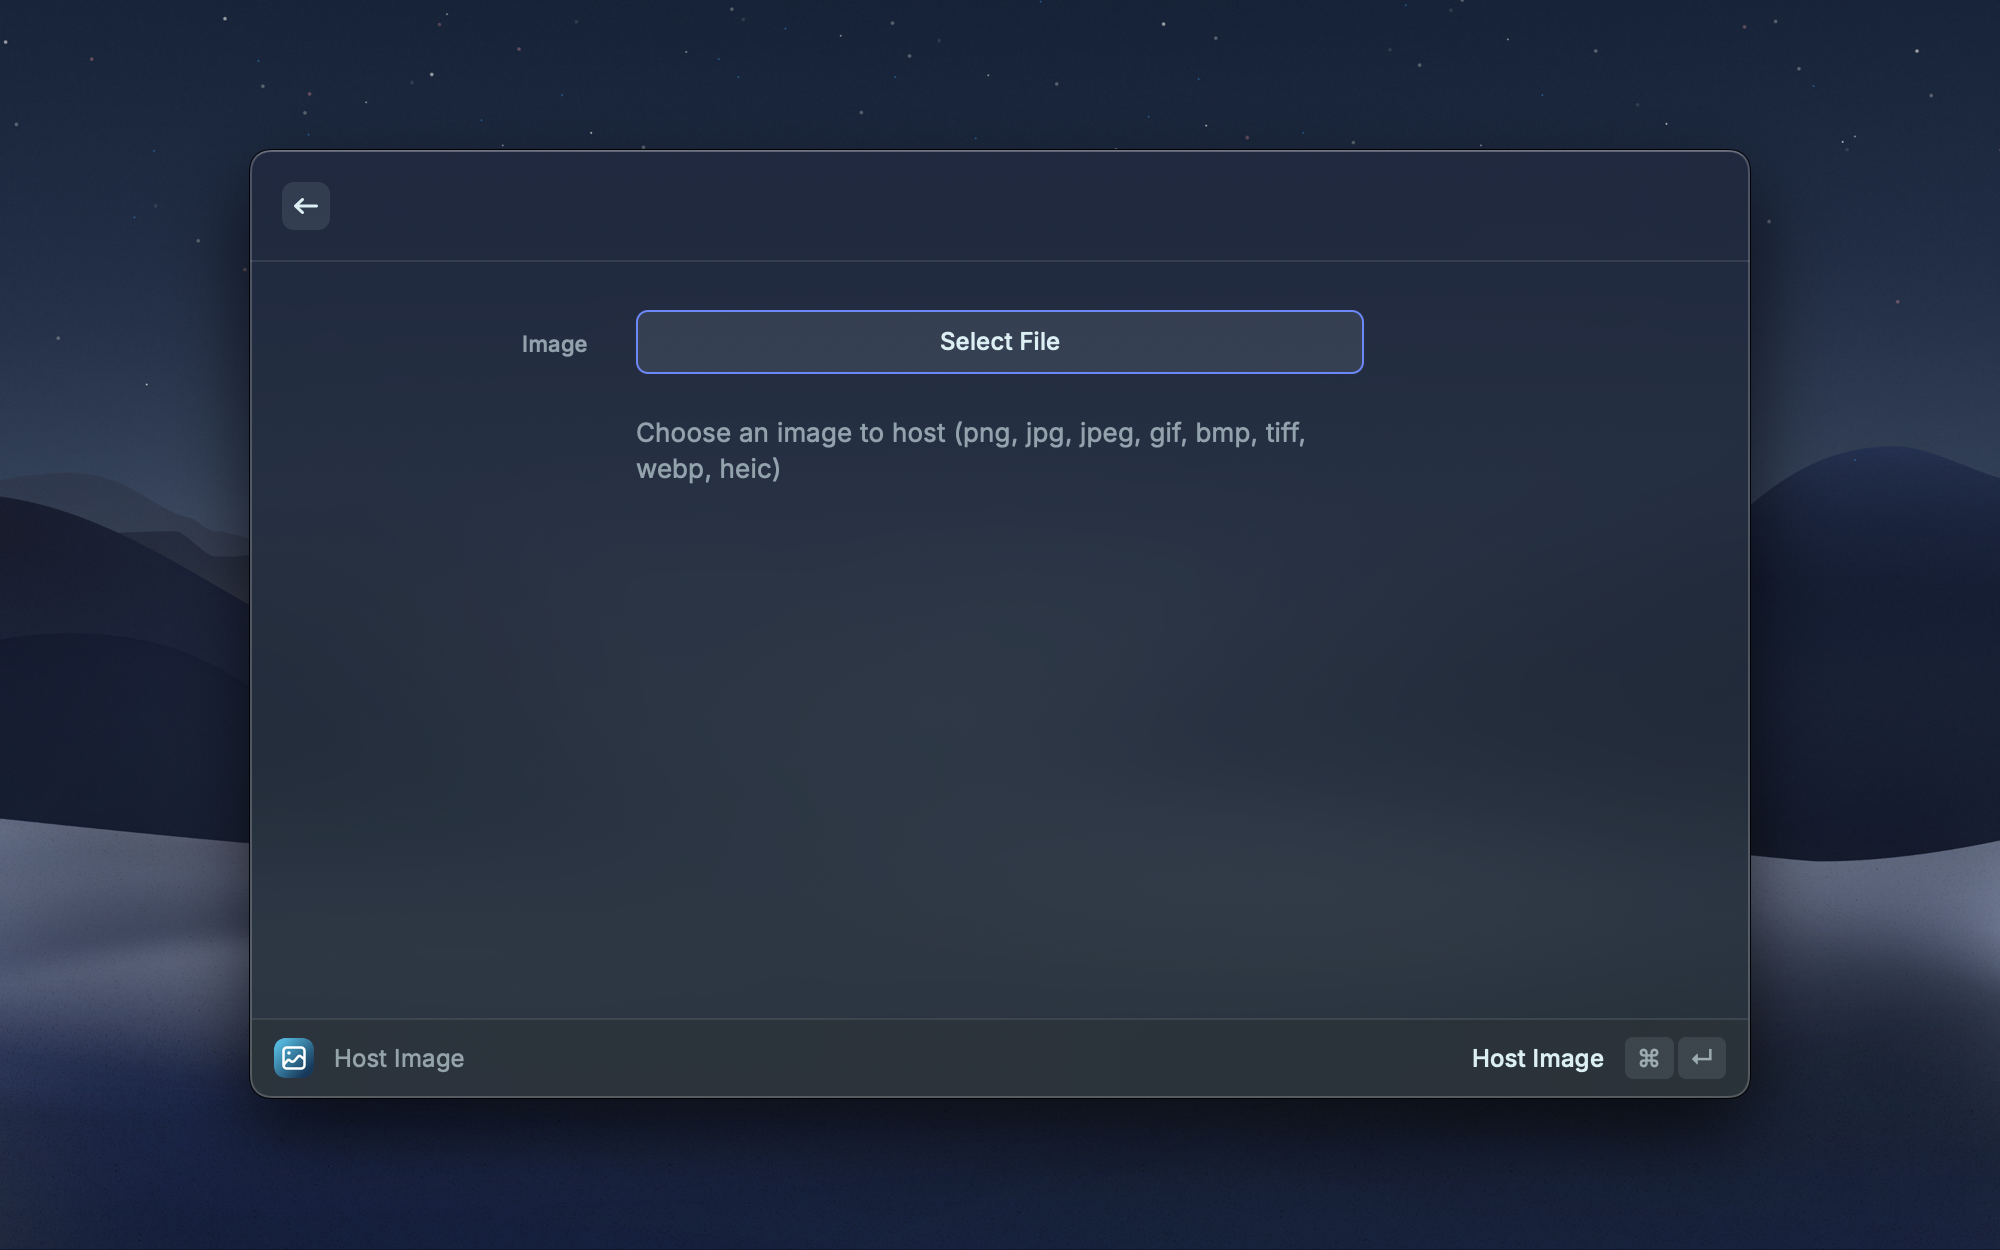 Image
Select File
Choose an image to host (png, jpg, jpeg, gif, bmp, tiff,
webp, heic)
Host Image
Host Image ⌘ ↵